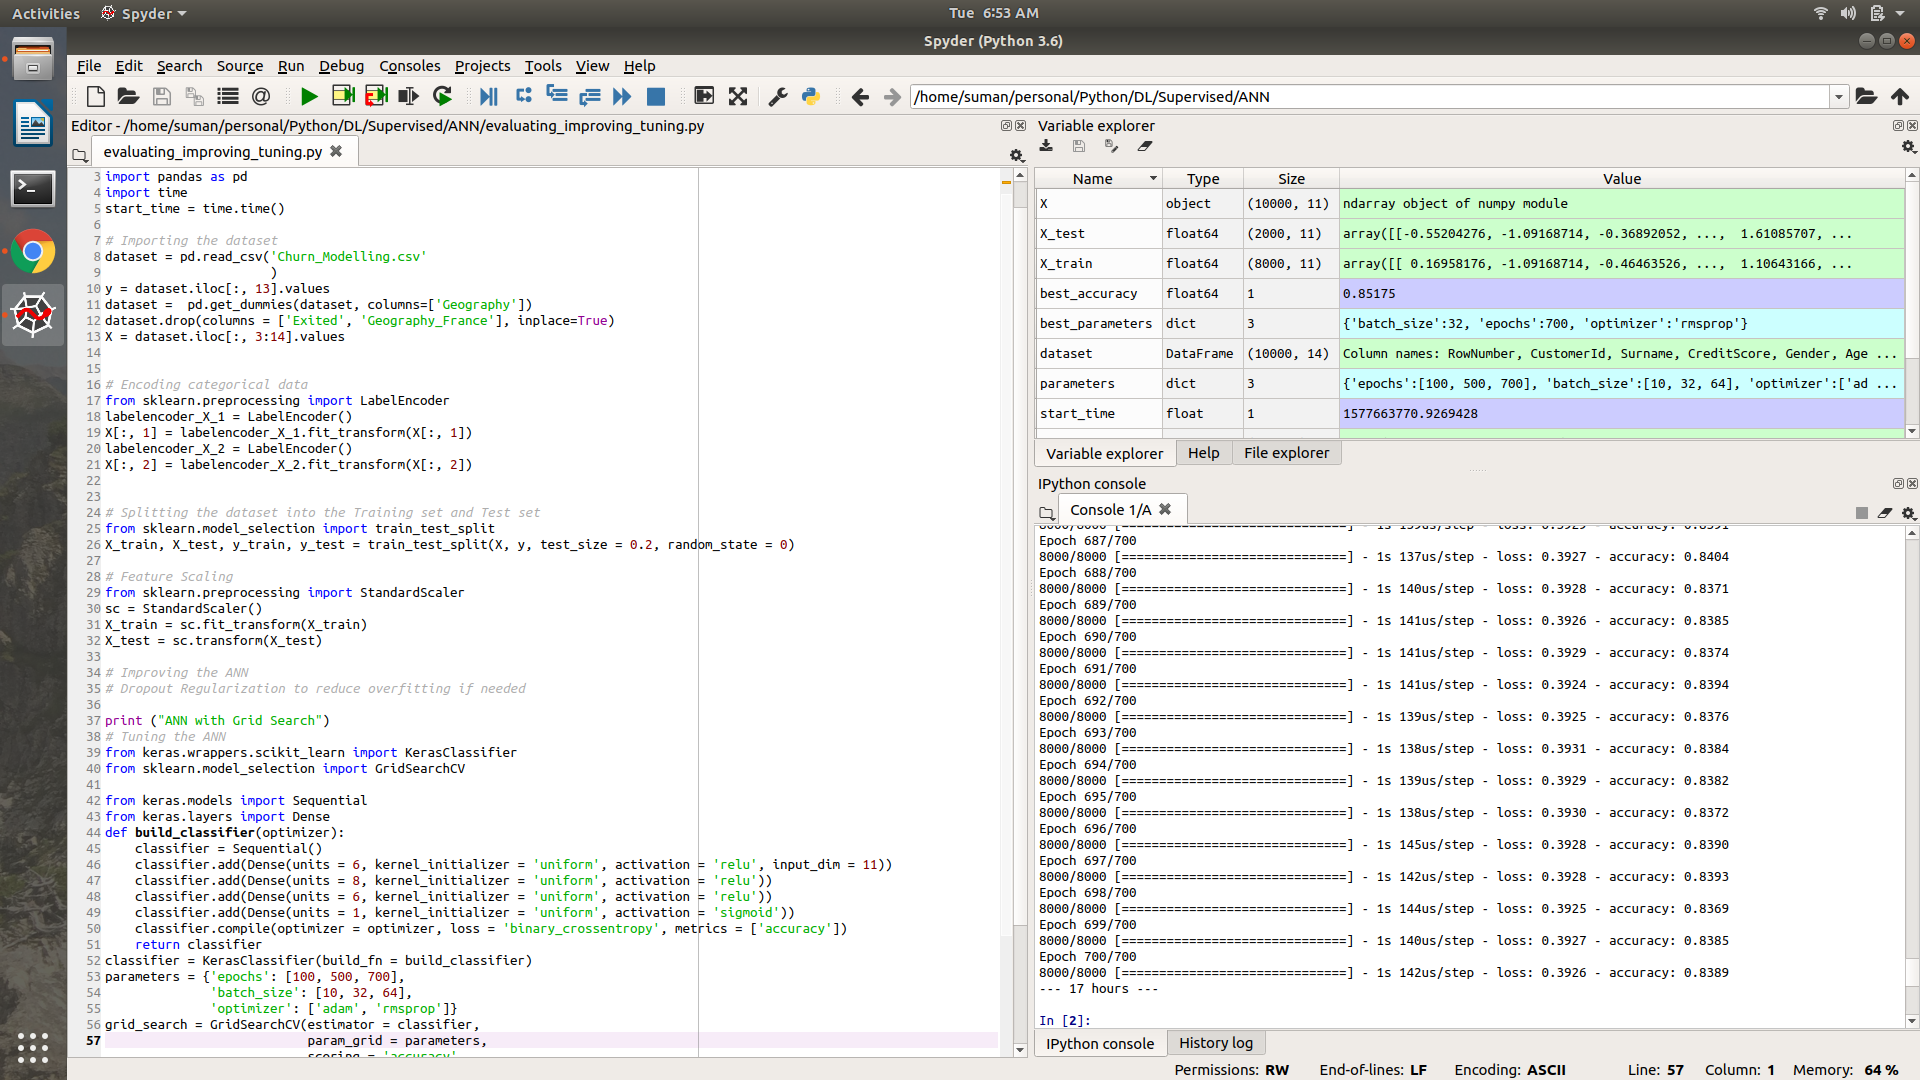 Activities
Spyder
Tue 6:53 AM
Spyder (Python 3.6)
File Edit Search Source Run Debug Consoles Projects Tools View Help
/home/suman/personal/Python/DL/Supervised/ANN
Editor - /home/suman/personal/Python/DL/Supervised/ANN/evaluating_improving_tuning.py
evaluating_improving_tuning.py
3 import pandas as pd
4 import time
5 start_time = time.time()
6
7 # Importing the dataset
8 dataset = pd.read_csv('Churn_Modelling.csv'
9 )
10 y = dataset.iloc[:, 13].values
11 dataset =  pd.get_dummies(dataset, columns=['Geography'])
12 dataset.drop(columns = ['Exited', 'Geography_France'], inplace=True)
13 X = dataset.iloc[:, 3:14].values
14
15
16 # Encoding categorical data
17 from sklearn.preprocessing import LabelEncoder
18 labelencoder_X_1 = LabelEncoder()
19 X[:, 1] = labelencoder_X_1.fit_transform(X[:, 1])
20 labelencoder_X_2 = LabelEncoder()
21 X[:, 2] = labelencoder_X_2.fit_transform(X[:, 2])
22
23
24 # Splitting the dataset into the Training set and Test set
25 from sklearn.model_selection import train_test_split
26 X_train, X_test, y_train, y_test = train_test_split(X, y, test_size = 0.2, random_state = 0)
27
28 # Feature Scaling
29 from sklearn.preprocessing import StandardScaler
30 sc = StandardScaler()
31 X_train = sc.fit_transform(X_train)
32 X_test = sc.transform(X_test)
33
34 # Improving the ANN
35 # Dropout Regularization to reduce overfitting if needed
36
37 print ("ANN with Grid Search")
38 # Tuning the ANN
39 from keras.wrappers.scikit_learn import KerasClassifier
40 from sklearn.model_selection import GridSearchCV
41
42 from keras.models import Sequential
43 from keras.layers import Dense
44 def build_classifier(optimizer):
45     classifier = Sequential()
46     classifier.add(Dense(units = 6, kernel_initializer = 'uniform', activation = 'relu', input_dim = 11))
47     classifier.add(Dense(units = 8, kernel_initializer = 'uniform', activation = 'relu'))
48     classifier.add(Dense(units = 6, kernel_initializer = 'uniform', activation = 'relu'))
49     classifier.add(Dense(units = 1, kernel_initializer = 'uniform', activation = 'sigmoid'))
50     classifier.compile(optimizer = optimizer, loss = 'binary_crossentropy', metrics = ['accuracy'])
51     return classifier
52 classifier = KerasClassifier(build_fn = build_classifier)
53 parameters = {'epochs': [100, 500, 700],
54               'batch_size': [10, 32, 64],
55               'optimizer': ['adam', 'rmsprop']}
56 grid_search = GridSearchCV(estimator = classifier,
57                            param_grid = parameters,
scoring = 'accuracy'
Variable explorer
Name Type Size Value
X object (10000, 11) ndarray object of numpy module
X_test float64 (2000, 11) array([[-0.55204276, -1.09168714, -0.36892052, ..., 1.61085707, ...
X_train float64 (8000, 11) array([[ 0.16958176, -1.09168714, -0.46463526, ..., 1.10643166, ...
best_accuracy float64 1 0.85175
best_parameters dict 3 {'batch_size':32, 'epochs':700, 'optimizer':'rmsprop'}
dataset DataFrame (10000, 14) Column names: RowNumber, CustomerId, Surname, CreditScore, Gender, Age ...
parameters dict 3 {'epochs':[100, 500, 700], 'batch_size':[10, 32, 64], 'optimizer':['ad ...
start_time float 1 1577663770.9269428
Variable explorer Help File explorer
IPython console
Console 1/A
8000/8000 [==============================] - 1s 139us/step - loss: 0.3927 - accuracy: 0.8391
Epoch 687/700
8000/8000 [==============================] - 1s 137us/step - loss: 0.3927 - accuracy: 0.8404
Epoch 688/700
8000/8000 [==============================] - 1s 140us/step - loss: 0.3928 - accuracy: 0.8371
Epoch 689/700
8000/8000 [==============================] - 1s 141us/step - loss: 0.3926 - accuracy: 0.8385
Epoch 690/700
8000/8000 [==============================] - 1s 141us/step - loss: 0.3929 - accuracy: 0.8374
Epoch 691/700
8000/8000 [==============================] - 1s 141us/step - loss: 0.3924 - accuracy: 0.8394
Epoch 692/700
8000/8000 [==============================] - 1s 139us/step - loss: 0.3925 - accuracy: 0.8376
Epoch 693/700
8000/8000 [==============================] - 1s 138us/step - loss: 0.3931 - accuracy: 0.8384
Epoch 694/700
8000/8000 [==============================] - 1s 139us/step - loss: 0.3929 - accuracy: 0.8382
Epoch 695/700
8000/8000 [==============================] - 1s 138us/step - loss: 0.3930 - accuracy: 0.8372
Epoch 696/700
8000/8000 [==============================] - 1s 145us/step - loss: 0.3928 - accuracy: 0.8390
Epoch 697/700
8000/8000 [==============================] - 1s 142us/step - loss: 0.3928 - accuracy: 0.8393
Epoch 698/700
8000/8000 [==============================] - 1s 144us/step - loss: 0.3925 - accuracy: 0.8369
Epoch 699/700
8000/8000 [==============================] - 1s 140us/step - loss: 0.3927 - accuracy: 0.8385
Epoch 700/700
8000/8000 [==============================] - 1s 142us/step - loss: 0.3926 - accuracy: 0.8389
--- 17 hours ---
In [2]:
IPython console History log
Permissions: RW End-of-lines: LF Encoding: ASCII Line: 57 Column: 1 Memory: 64 %